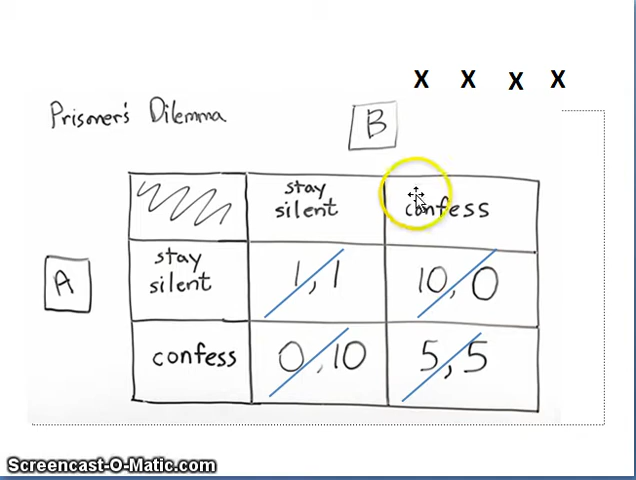 X X X X
Prisoner's Dilemma
B
stay silent
confess
A
stay silent
1, 1
10, 0
confess
0, 10
5, 5
Screencast-O-Matic.com